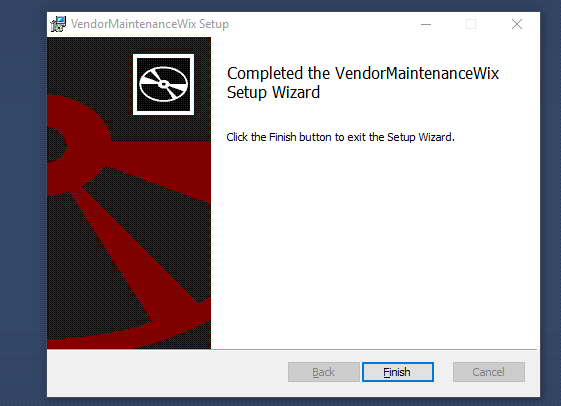 VendorMaintenanceWix Setup
Completed the VendorMaintenanceWix
Setup Wizard
Click the Finish button to exit the Setup Wizard.
Back Finish Cancel